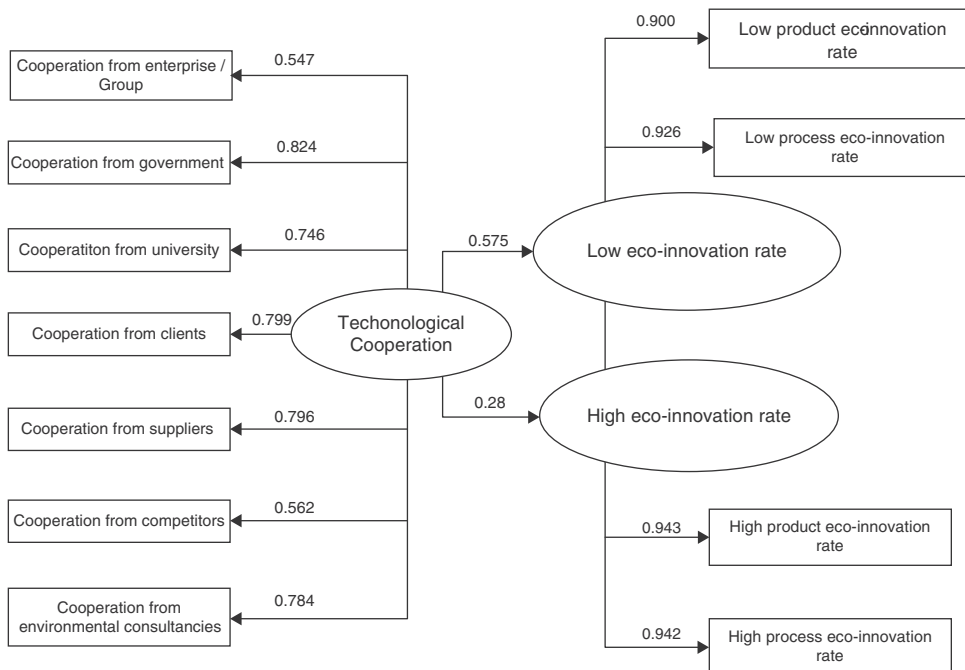 Cooperation from enterprise /
Group
0.547
Cooperation from government
0.824
Cooperatiton from university
0.746
Cooperation from clients
0.799
Cooperation from suppliers
0.796
Cooperation from competitors
0.562
Cooperation from
environmental consultancies
0.784
Techonological
Cooperation
0.575
0.28
Low eco-innovation rate
High eco-innovation rate
0.900
Low product ecoinnovation
rate
0.926
Low process eco-innovation
rate
0.943
High product eco-innovation
rate
0.942
High process eco-innovation
rate